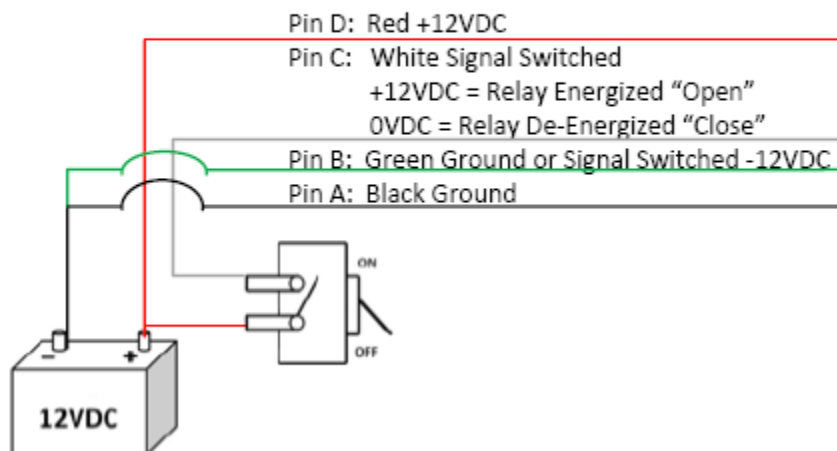 Pin D: Red +12VDC
Pin C: White Signal Switched
+12VDC = Relay Energized “Open”
0VDC = Relay De-Energized “Close”
Pin B: Green Ground or Signal Switched -12VDC
Pin A: Black Ground
ON
OFF
- +
12VDC